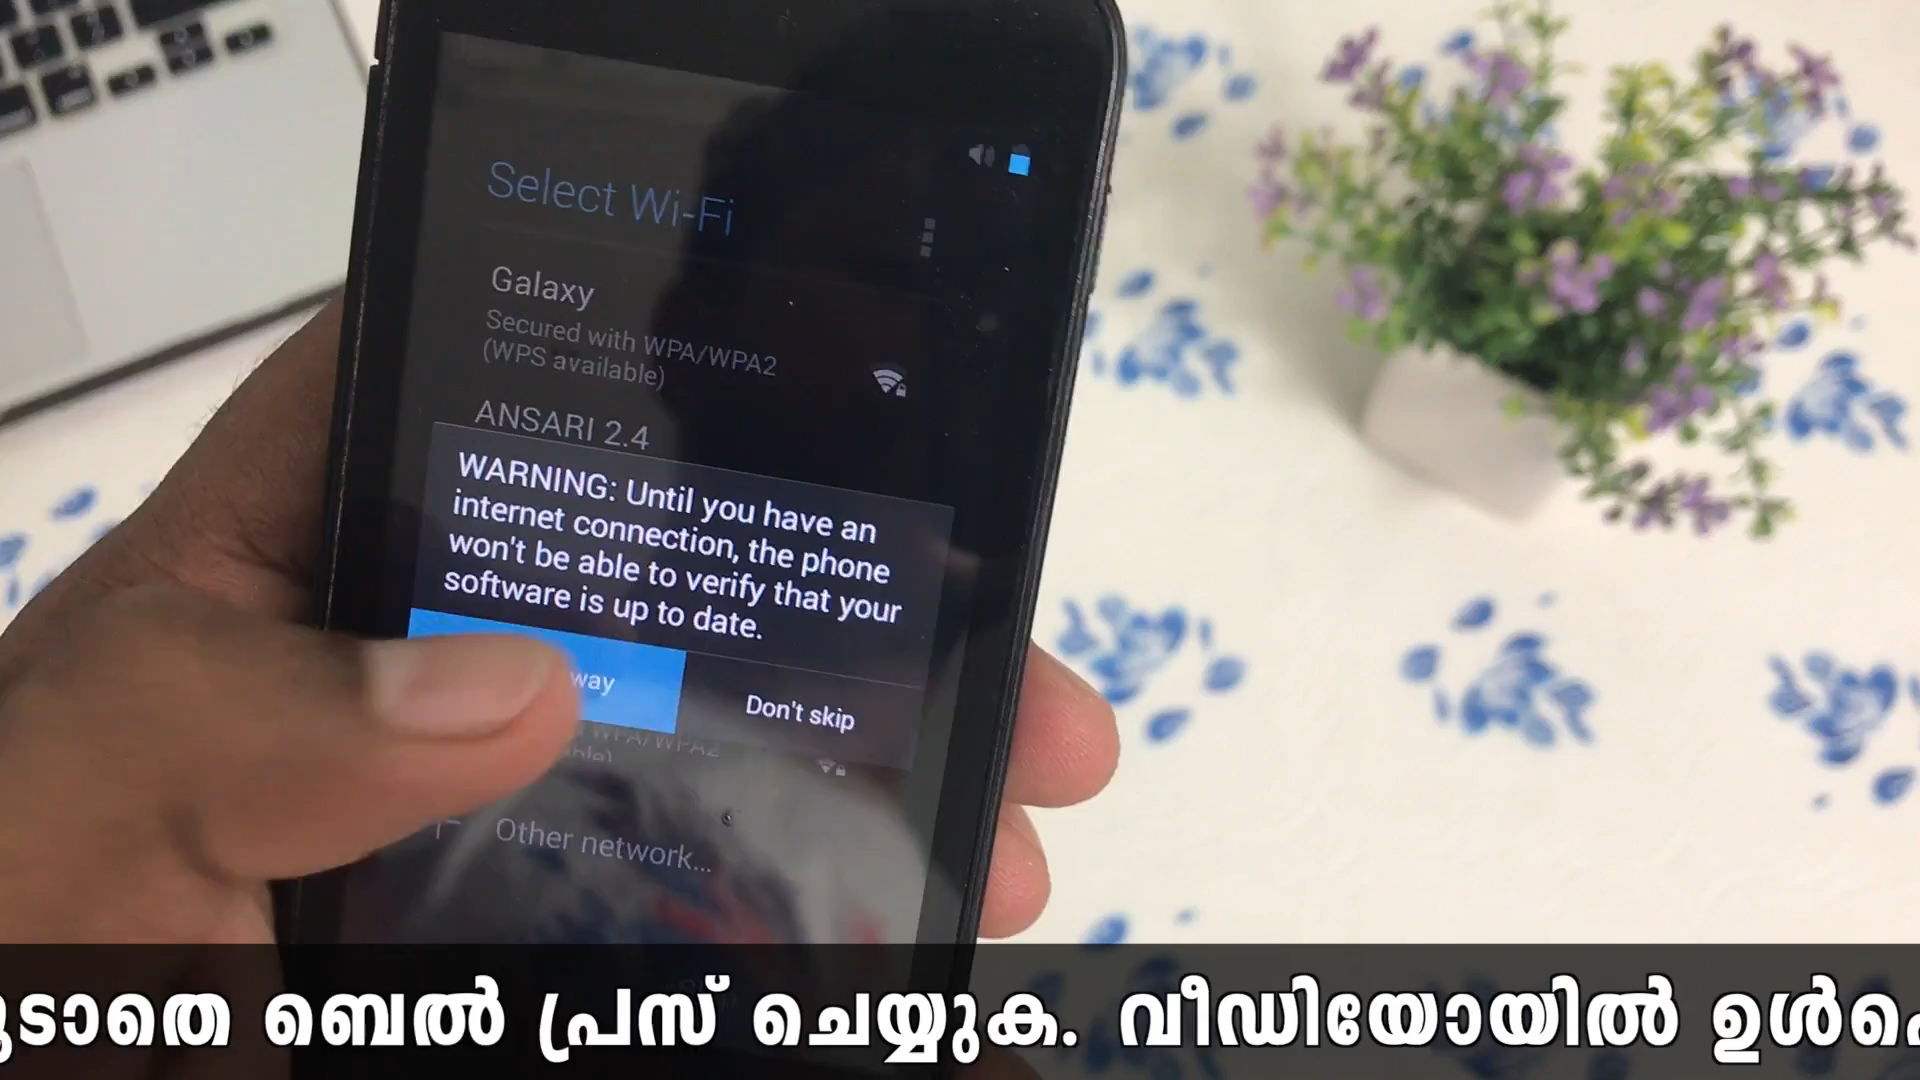 Select Wi-Fi
Galaxy
Secured with WPA/WPA2
(WPS available)
ANSARI 2.4
WARNING: Until you have an
internet connection, the phone
won't be able to verify that your
software is up to date.
Don't skip
WPA/WPA2
Other network...
ബെൽ പ്രസ് ചെയ്യുക. വീഡിയോയിൽ